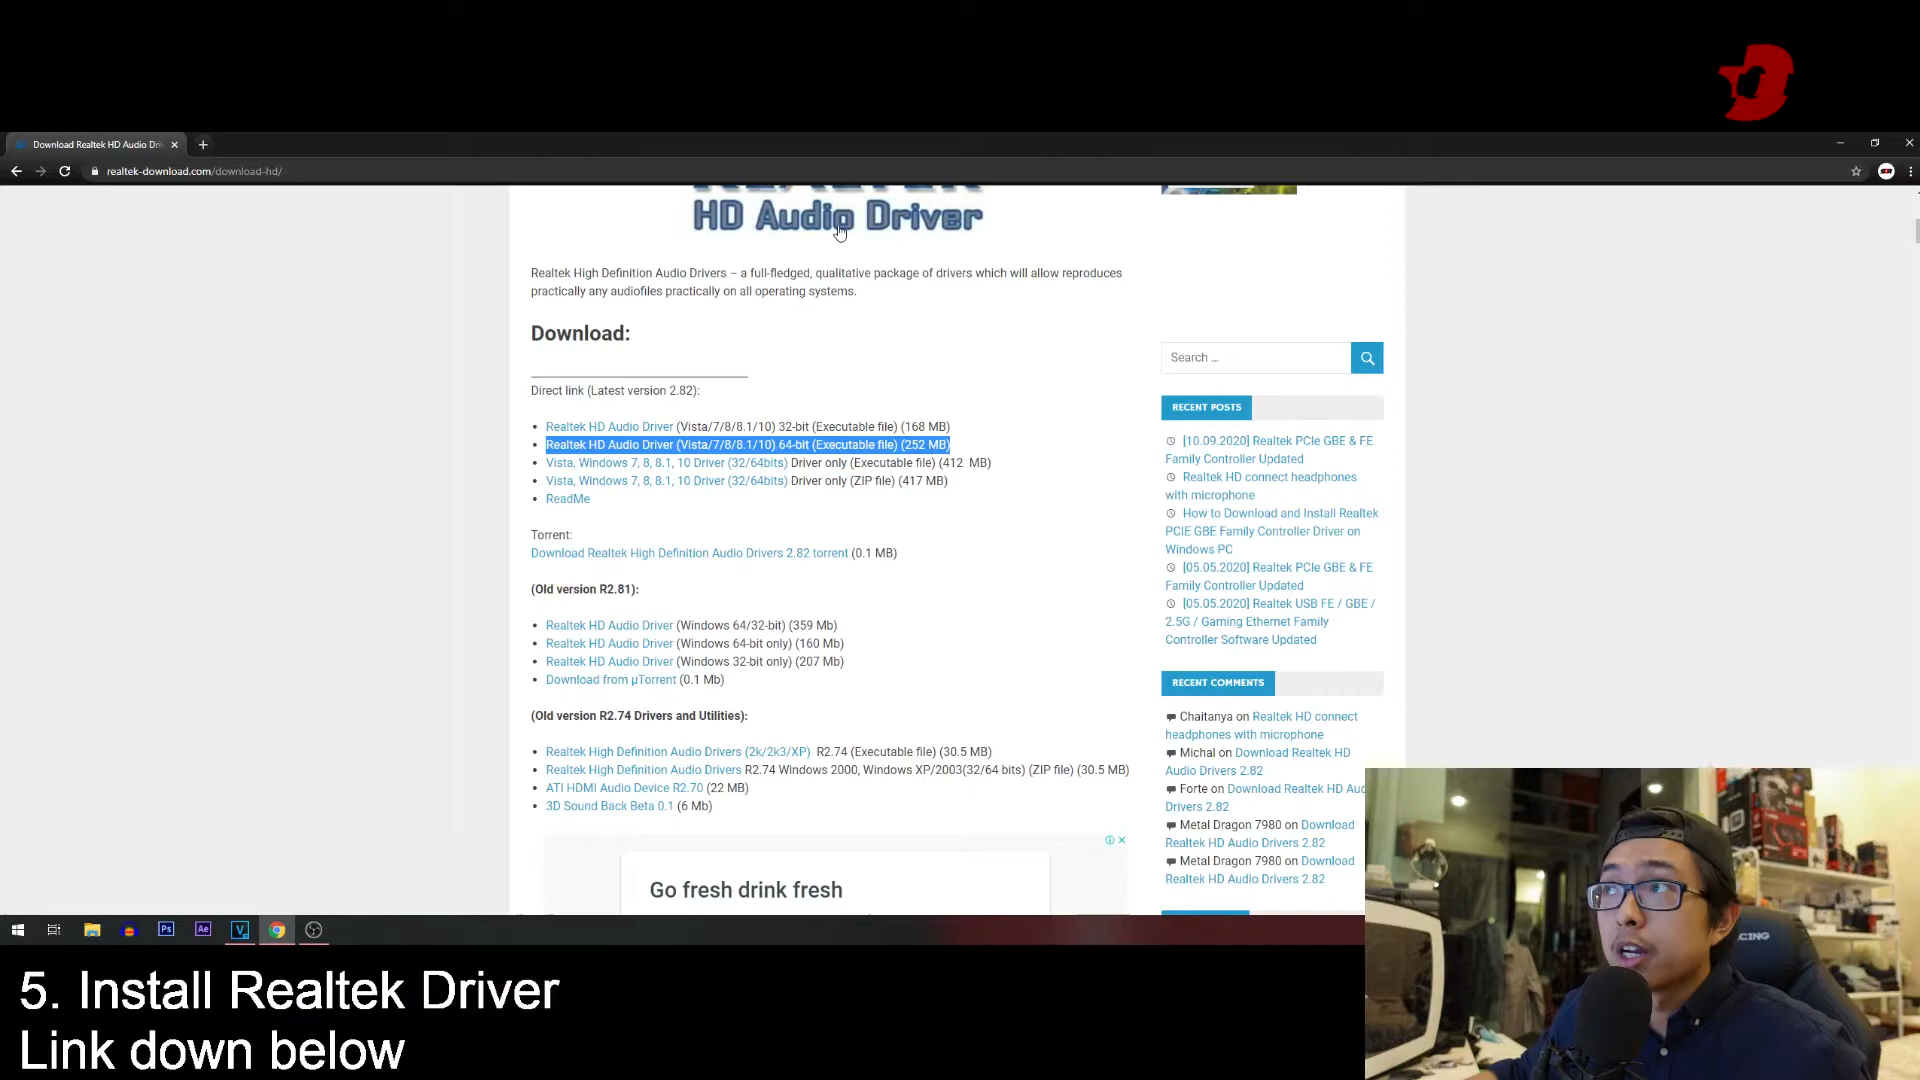 Download Realtek HD Audio Dri
realtek-download.com/download-hd/
HD Audio Driver
Realtek High Definition Audio Drivers – a full-fledged, qualitative package of drivers which will allow reproduces
practically any audiofiles practically on all operating systems.
Download:
Direct link (Latest version 2.82):
Realtek HD Audio Driver (Vista/7/8/8.1/10) 32-bit (Executable file) (168 MB)
Realtek HD Audio Driver (Vista/7/8/8.1/10) 64-bit (Executable file) (252 MB)
Vista, Windows 7, 8, 8.1, 10 Driver (32/64bits) Driver only (Executable file) (412 MB)
Vista, Windows 7, 8, 8.1, 10 Driver (32/64bits) Driver only (ZIP file) (417 MB)
ReadMe
Torrent:
Download Realtek High Definition Audio Drivers 2.82 torrent (0.1 MB)
(Old version R2.81):
Realtek HD Audio Driver (Windows 64/32-bit) (359 Mb)
Realtek HD Audio Driver (Windows 64-bit only) (160 Mb)
Realtek HD Audio Driver (Windows 32-bit only) (207 Mb)
Download from µTorrent (0.1 Mb)
(Old version R2.74 Drivers and Utilities):
Realtek High Definition Audio Drivers (2k/2k3/XP) R2.74 (Executable file) (30.5 MB)
Realtek High Definition Audio Drivers R2.74 Windows 2000, Windows XP/2003(32/64 bits) (ZIP file) (30.5 MB)
ATI HDMI Audio Device R2.70 (22 MB)
3D Sound Back Beta 0.1 (6 Mb)
Go fresh drink fresh
Search …
RECENT POSTS
[10.09.2020] Realtek PCIe GBE & FE
Family Controller Updated
Realtek HD connect headphones
with microphone
How to Download and Install Realtek
PCIE GBE Family Controller Driver on
Windows PC
[05.05.2020] Realtek PCIe GBE & FE
Family Controller Updated
[05.05.2020] Realtek USB FE / GBE /
2.5G / Gaming Ethernet Family
Controller Software Updated
RECENT COMMENTS
Chaitanya on Realtek HD connect
headphones with microphone
Michal on Download Realtek HD
Audio Drivers 2.82
Forte on Download Realtek HD Aud
Drivers 2.82
Metal Dragon 7980 on Download
Realtek HD Audio Drivers 2.82
Metal Dragon 7980 on Download
Realtek HD Audio Drivers 2.82
Ps
Ae
V
5. Install Realtek Driver
Link down below
CING